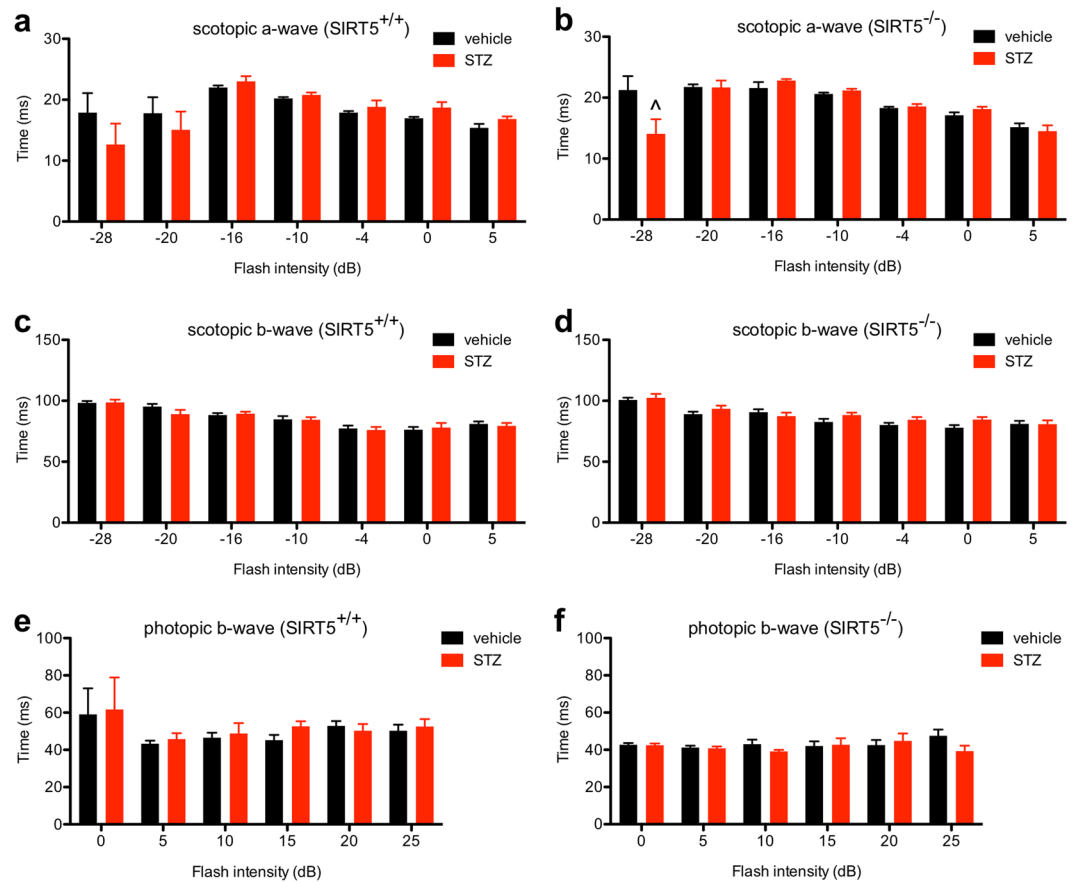 a
scotopic a-wave (SIRT5+/+)
vehicle
STZ
30
20
10
0
Time (ms)
-28 -20 -16 -10 -4 0 5
Flash intensity (dB)
b
scotopic a-wave (SIRT5-/-)
vehicle
STZ
30
20
10
0
Time (ms)
^
-28 -20 -16 -10 -4 0 5
Flash intensity (dB)
c
scotopic b-wave (SIRT5+/+)
vehicle
STZ
150
100
50
0
Time (ms)
-28 -20 -16 -10 -4 0 5
Flash intensity (dB)
d
scotopic b-wave (SIRT5-/-)
vehicle
STZ
150
100
50
0
Time (ms)
-28 -20 -16 -10 -4 0 5
Flash intensity (dB)
e
photopic b-wave (SIRT5+/+)
vehicle
STZ
100
80
60
40
20
0
Time (ms)
0 5 10 15 20 25
Flash intensity (dB)
f
photopic b-wave (SIRT5-/-)
vehicle
STZ
100
80
60
40
20
0
Time (ms)
0 5 10 15 20 25
Flash intensity (dB)